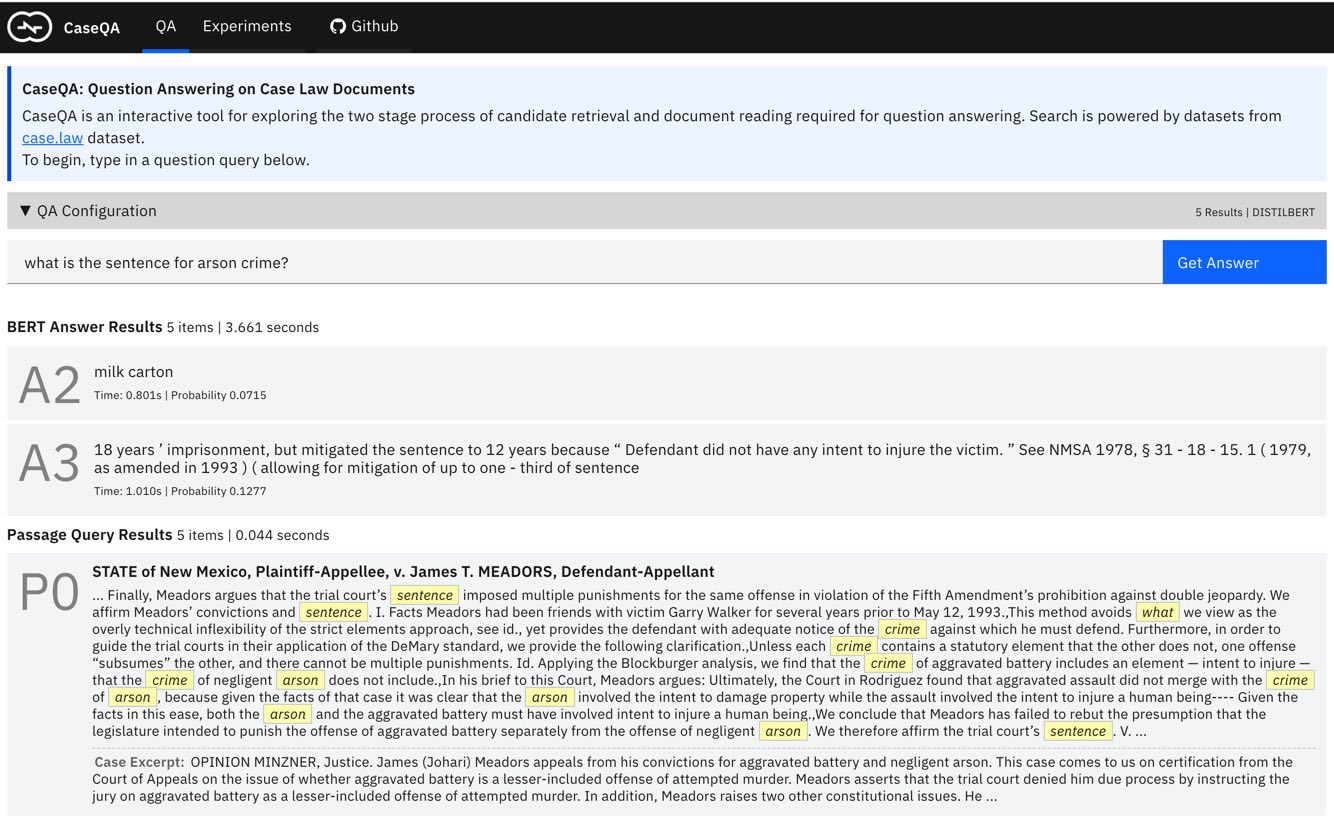 CaseQA QA Experiments Github
CaseQA: Question Answering on Case Law Documents
CaseQA is an interactive tool for exploring the two stage process of candidate retrieval and document reading required for question answering. Search is powered by datasets from
case.law dataset.
To begin, type in a question query below.
▼ QA Configuration 5 Results | DISTILBERT
what is the sentence for arson crime? Get Answer
BERT Answer Results 5 items | 3.661 seconds
A2 milk carton
Time: 0.801s | Probability 0.0715
A3 18 years ’ imprisonment, but mitigated the sentence to 12 years because “ Defendant did not have any intent to injure the victim. ” See NMSA 1978, § 31 - 18 - 15. 1 ( 1979,
as amended in 1993 ) ( allowing for mitigation of up to one - third of sentence
Time: 1.010s | Probability 0.1277
Passage Query Results 5 items | 0.044 seconds
P0 STATE of New Mexico, Plaintiff-Appellee, v. James T. MEADORS, Defendant-Appellant
... Finally, Meadors argues that the trial court’s sentence imposed multiple punishments for the same offense in violation of the Fifth Amendment’s prohibition against double jeopardy. We
affirm Meadors’ convictions and sentence . I. Facts Meadors had been friends with victim Garry Walker for several years prior to May 12, 1993.,This method avoids what we view as the
overly technical inflexibility of the strict elements approach, see id., yet provides the defendant with adequate notice of the crime against which he must defend. Furthermore, in order to
guide the trial courts in their application of the DeMary standard, we provide the following clarification.,Unless each crime contains a statutory element that the other does not, one offense
“subsumes” the other, and there cannot be multiple punishments. Id. Applying the Blockburger analysis, we find that the crime of aggravated battery includes an element — intent to injure —
that the crime of negligent arson does not include.,In his brief to this Court, Meadors argues: Ultimately, the Court in Rodriguez found that aggravated assault did not merge with the crime
of arson , because given the facts of that case it was clear that the arson involved the intent to damage property while the assault involved the intent to injure a human being---- Given the
facts in this ease, both the arson and the aggravated battery must have involved intent to injure a human being.,We conclude that Meadors has failed to rebut the presumption that the
legislature intended to punish the offense of aggravated battery separately from the offense of negligent arson . We therefore affirm the trial court’s sentence . V. ...
Case Excerpt: OPINION MINZNER, Justice. James (Johari) Meadors appeals from his convictions for aggravated battery and negligent arson. This case comes to us on certification from the
Court of Appeals on the issue of whether aggravated battery is a lesser-included offense of attempted murder. Meadors asserts that the trial court denied him due process by instructing the
jury on aggravated battery as a lesser-included offense of attempted murder. In addition, Meadors raises two other constitutional issues. He ...